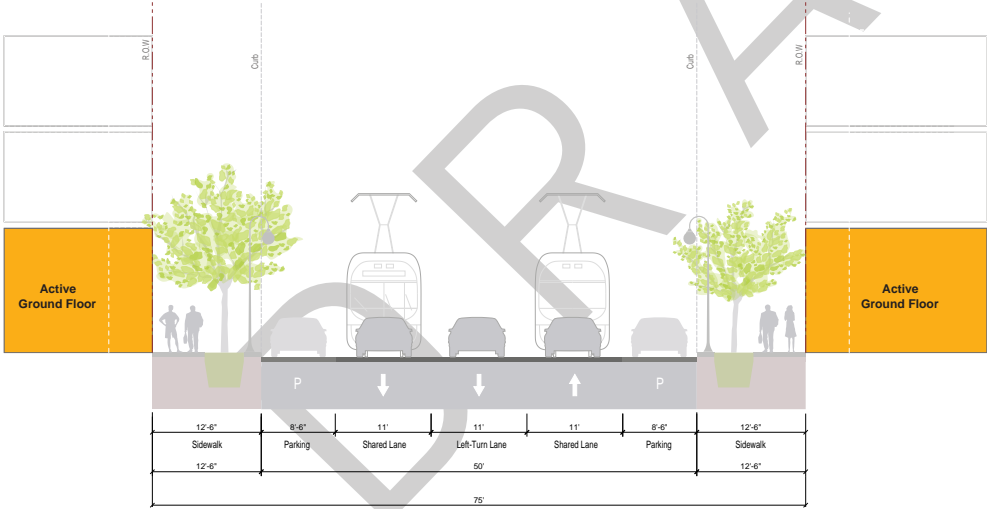 R.O.W
Curb
Curb
R.O.W
DRA
Active
Ground Floor
Active
Ground Floor
P
P
12'-6"
8'-6"
11'
11'
11'
8'-6"
12'-6"
Sidewalk
Parking
Shared Lane
Left-Turn Lane
Shared Lane
Parking
Sidewalk
12'-6"
50'
12'-6"
75'